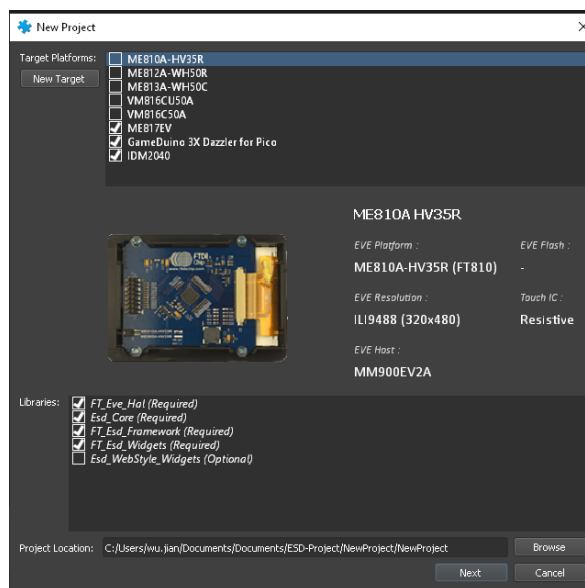 New Project
Target Platforms:
New Target
ME810A-HV35R
ME812A-WH50R
ME813A-WH50C
VM816CU50A
VM816C50A
ME817EV
GameDuino 3X Dazzler for Pico
IDM2040
FTDI
Chip
ME810A HV35R
EVE Platform :
EVE Flash :
ME810A-HV35R (FT810)
-
EVE Resolution :
Touch IC :
ILI9488 (320x480)
Resistive
EVE Host :
MM900EV2A
Libraries:
FT_Eve_Hal (Required)
Esd_Core (Required)
FT_Esd_Framework (Required)
FT_Esd_Widgets (Required)
Esd_WebStyle_Widgets (Optional)
Project Location:
C:/Users/wu.jian/Documents/Documents/ESD-Project/NewProject/NewProject
Browse
Next
Cancel